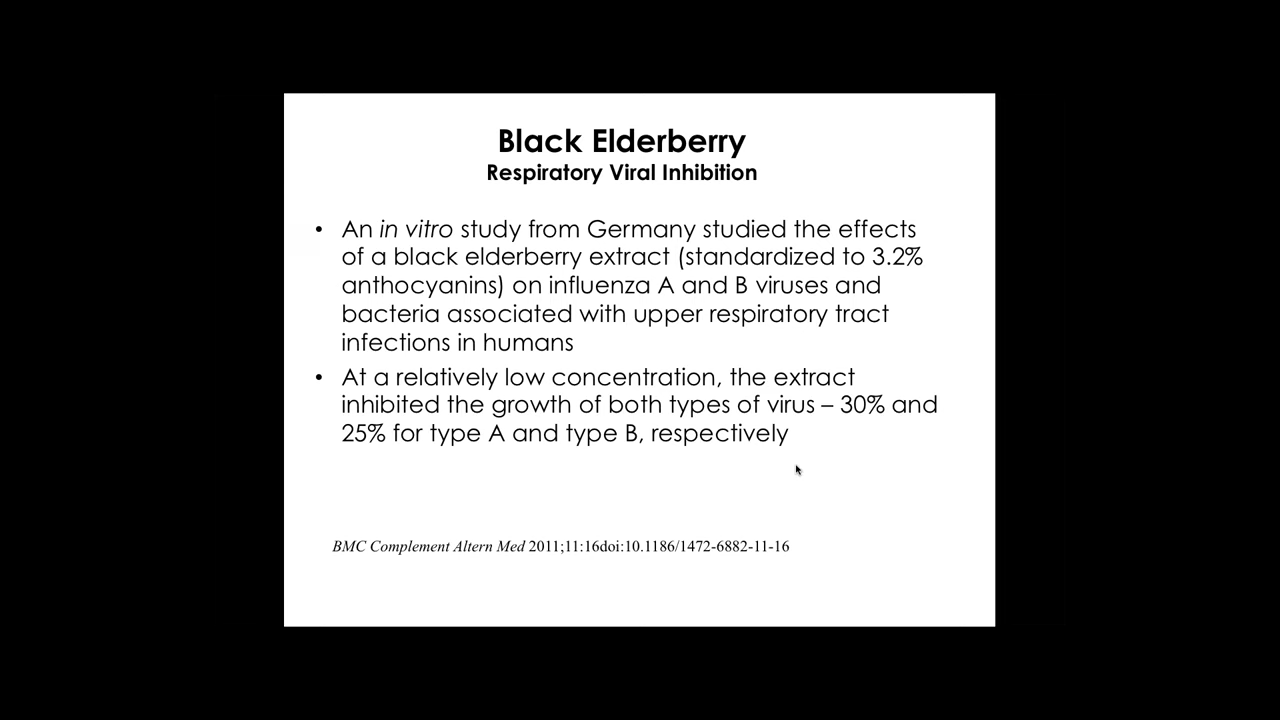 Black Elderberry
Respiratory Viral Inhibition
• An in vitro study from Germany studied the effects
of a black elderberry extract (standardized to 3.2%
anthocyanins) on influenza A and B viruses and
bacteria associated with upper respiratory tract
infections in humans
• At a relatively low concentration, the extract
inhibited the growth of both types of virus – 30% and
25% for type A and type B, respectively
BMC Complement Altern Med 2011;11:16doi:10.1186/1472-6882-11-16